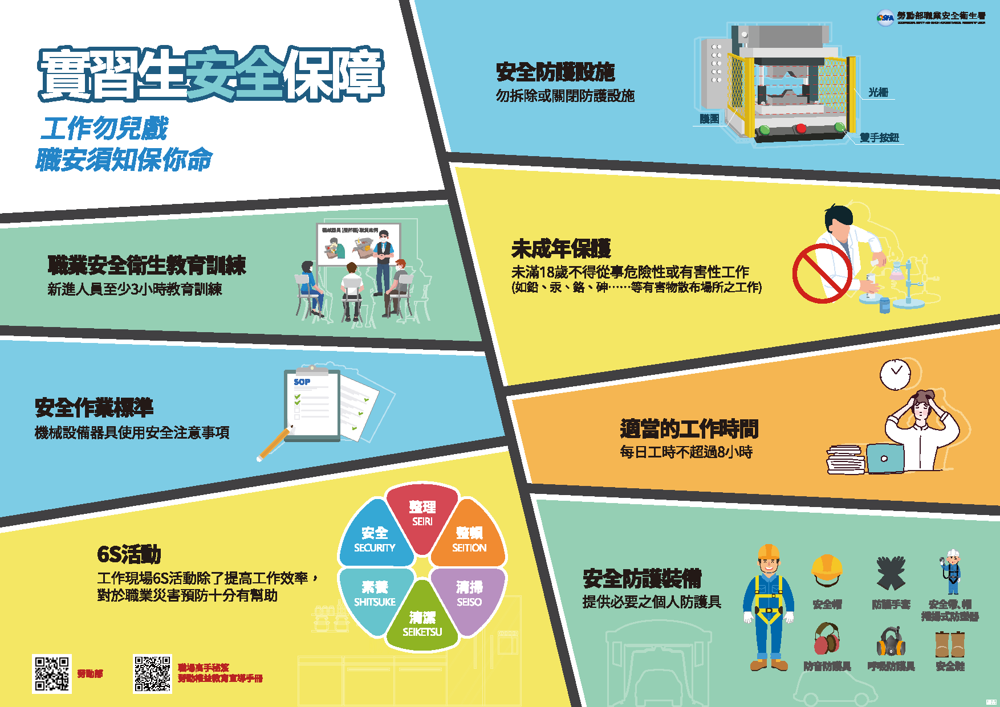 實習生安全保障
工作勿兒戲
職安須知保你命
勞動部職業安全衛生署
安全防護設施
勿拆除或關閉防護設施
光柵
護圍
雙手按鈕
職業安全衛生教育訓練
新進人員至少3小時教育訓練
未成年保護
未滿18歲不得從事危險性或有害性工作
(如鉛、汞、鉻、砷……等有害物散布場所之工作)
安全作業標準
機械設備器具使用安全注意事項
SOP
適當的工作時間
每日工時不超過8小時
6S活動
工作現場6S活動除了提高工作效率，
對於職業災害預防十分有幫助
整理
SEIRI
安全
SECURITY
整頓
SEITION
素養
SHITSUKE
清掃
SEISO
清潔
SEIKETSU
安全防護裝備
提供必要之個人防護具
安全帽
防護手套
安全帶、帽
捲揚式防墜器
防音防護具
呼吸防護具
安全鞋
勞動部
職場高手秘笈
勞動權益教育宣導手冊